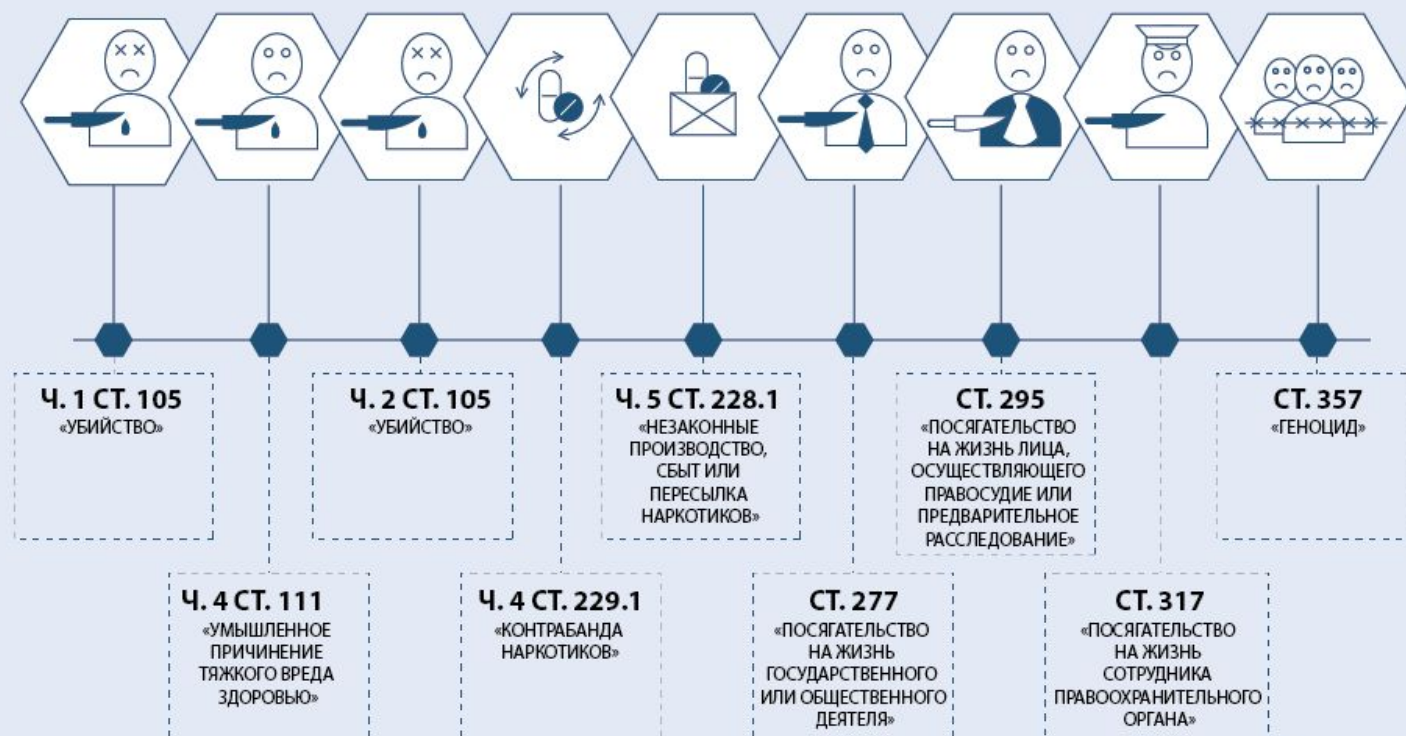 Ч. 1 СТ. 105
«УБИЙСТВО»
Ч. 4 СТ. 111
«УМЫШЛЕННОЕ
ПРИЧИНЕНИЕ
ТЯЖКОГО ВРЕДА
ЗДОРОВЬЮ»
Ч. 2 СТ. 105
«УБИЙСТВО»
Ч. 4 СТ. 229.1
«КОНТРАБАНДА
НАРКОТИКОВ»
Ч. 5 СТ. 228.1
«НЕЗАКОННЫЕ
ПРОИЗВОДСТВО,
СБЫТ ИЛИ
ПЕРЕСЫЛКА
НАРКОТИКОВ»
СТ. 277
«ПОСЯГАТЕЛЬСТВО
НА ЖИЗНЬ
ГОСУДАРСТВЕННОГО
ИЛИ ОБЩЕСТВЕННОГО
ДЕЯТЕЛЯ»
СТ. 295
«ПОСЯГАТЕЛЬСТВО
НА ЖИЗНЬ ЛИЦА,
ОСУЩЕСТВЛЯЮЩЕГО
ПРАВОСУДИЕ ИЛИ
ПРЕДВАРИТЕЛЬНОЕ
РАССЛЕДОВАНИЕ»
СТ. 317
«ПОСЯГАТЕЛЬСТВО
НА ЖИЗНЬ
СОТРУДНИКА
ПРАВООХРАНИТЕЛЬНОГО
ОРГАНА»
СТ. 357
«ГЕНОЦИД»